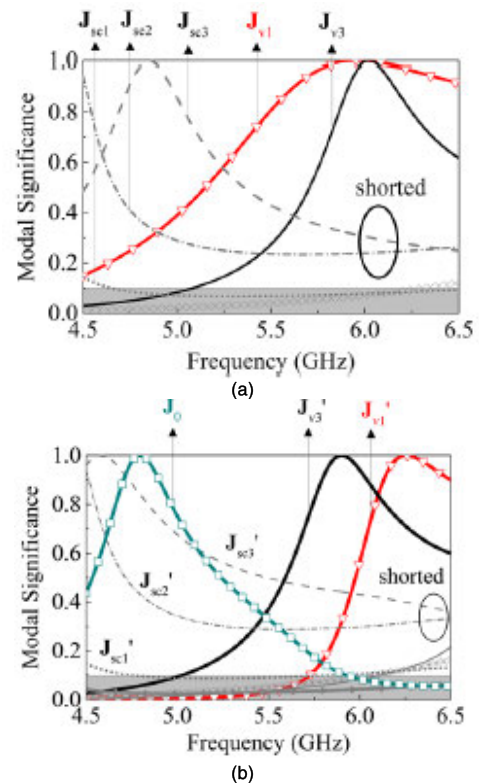 Jsc1 Jsc2 Jsc3 Jv1 Jv3
1.0
0.8
0.6
0.4
0.2
0.0
Modal Significance
shorted
4.5 5.0 5.5 6.0 6.5
Frequency (GHz)
(a)
J0 Jv3' Jv1'
1.0
0.8
0.6
0.4
0.2
0.0
Modal Significance
Jsc3'
Jsc2'
Jsc1'
shorted
4.5 5.0 5.5 6.0 6.5
Frequency (GHz)
(b)